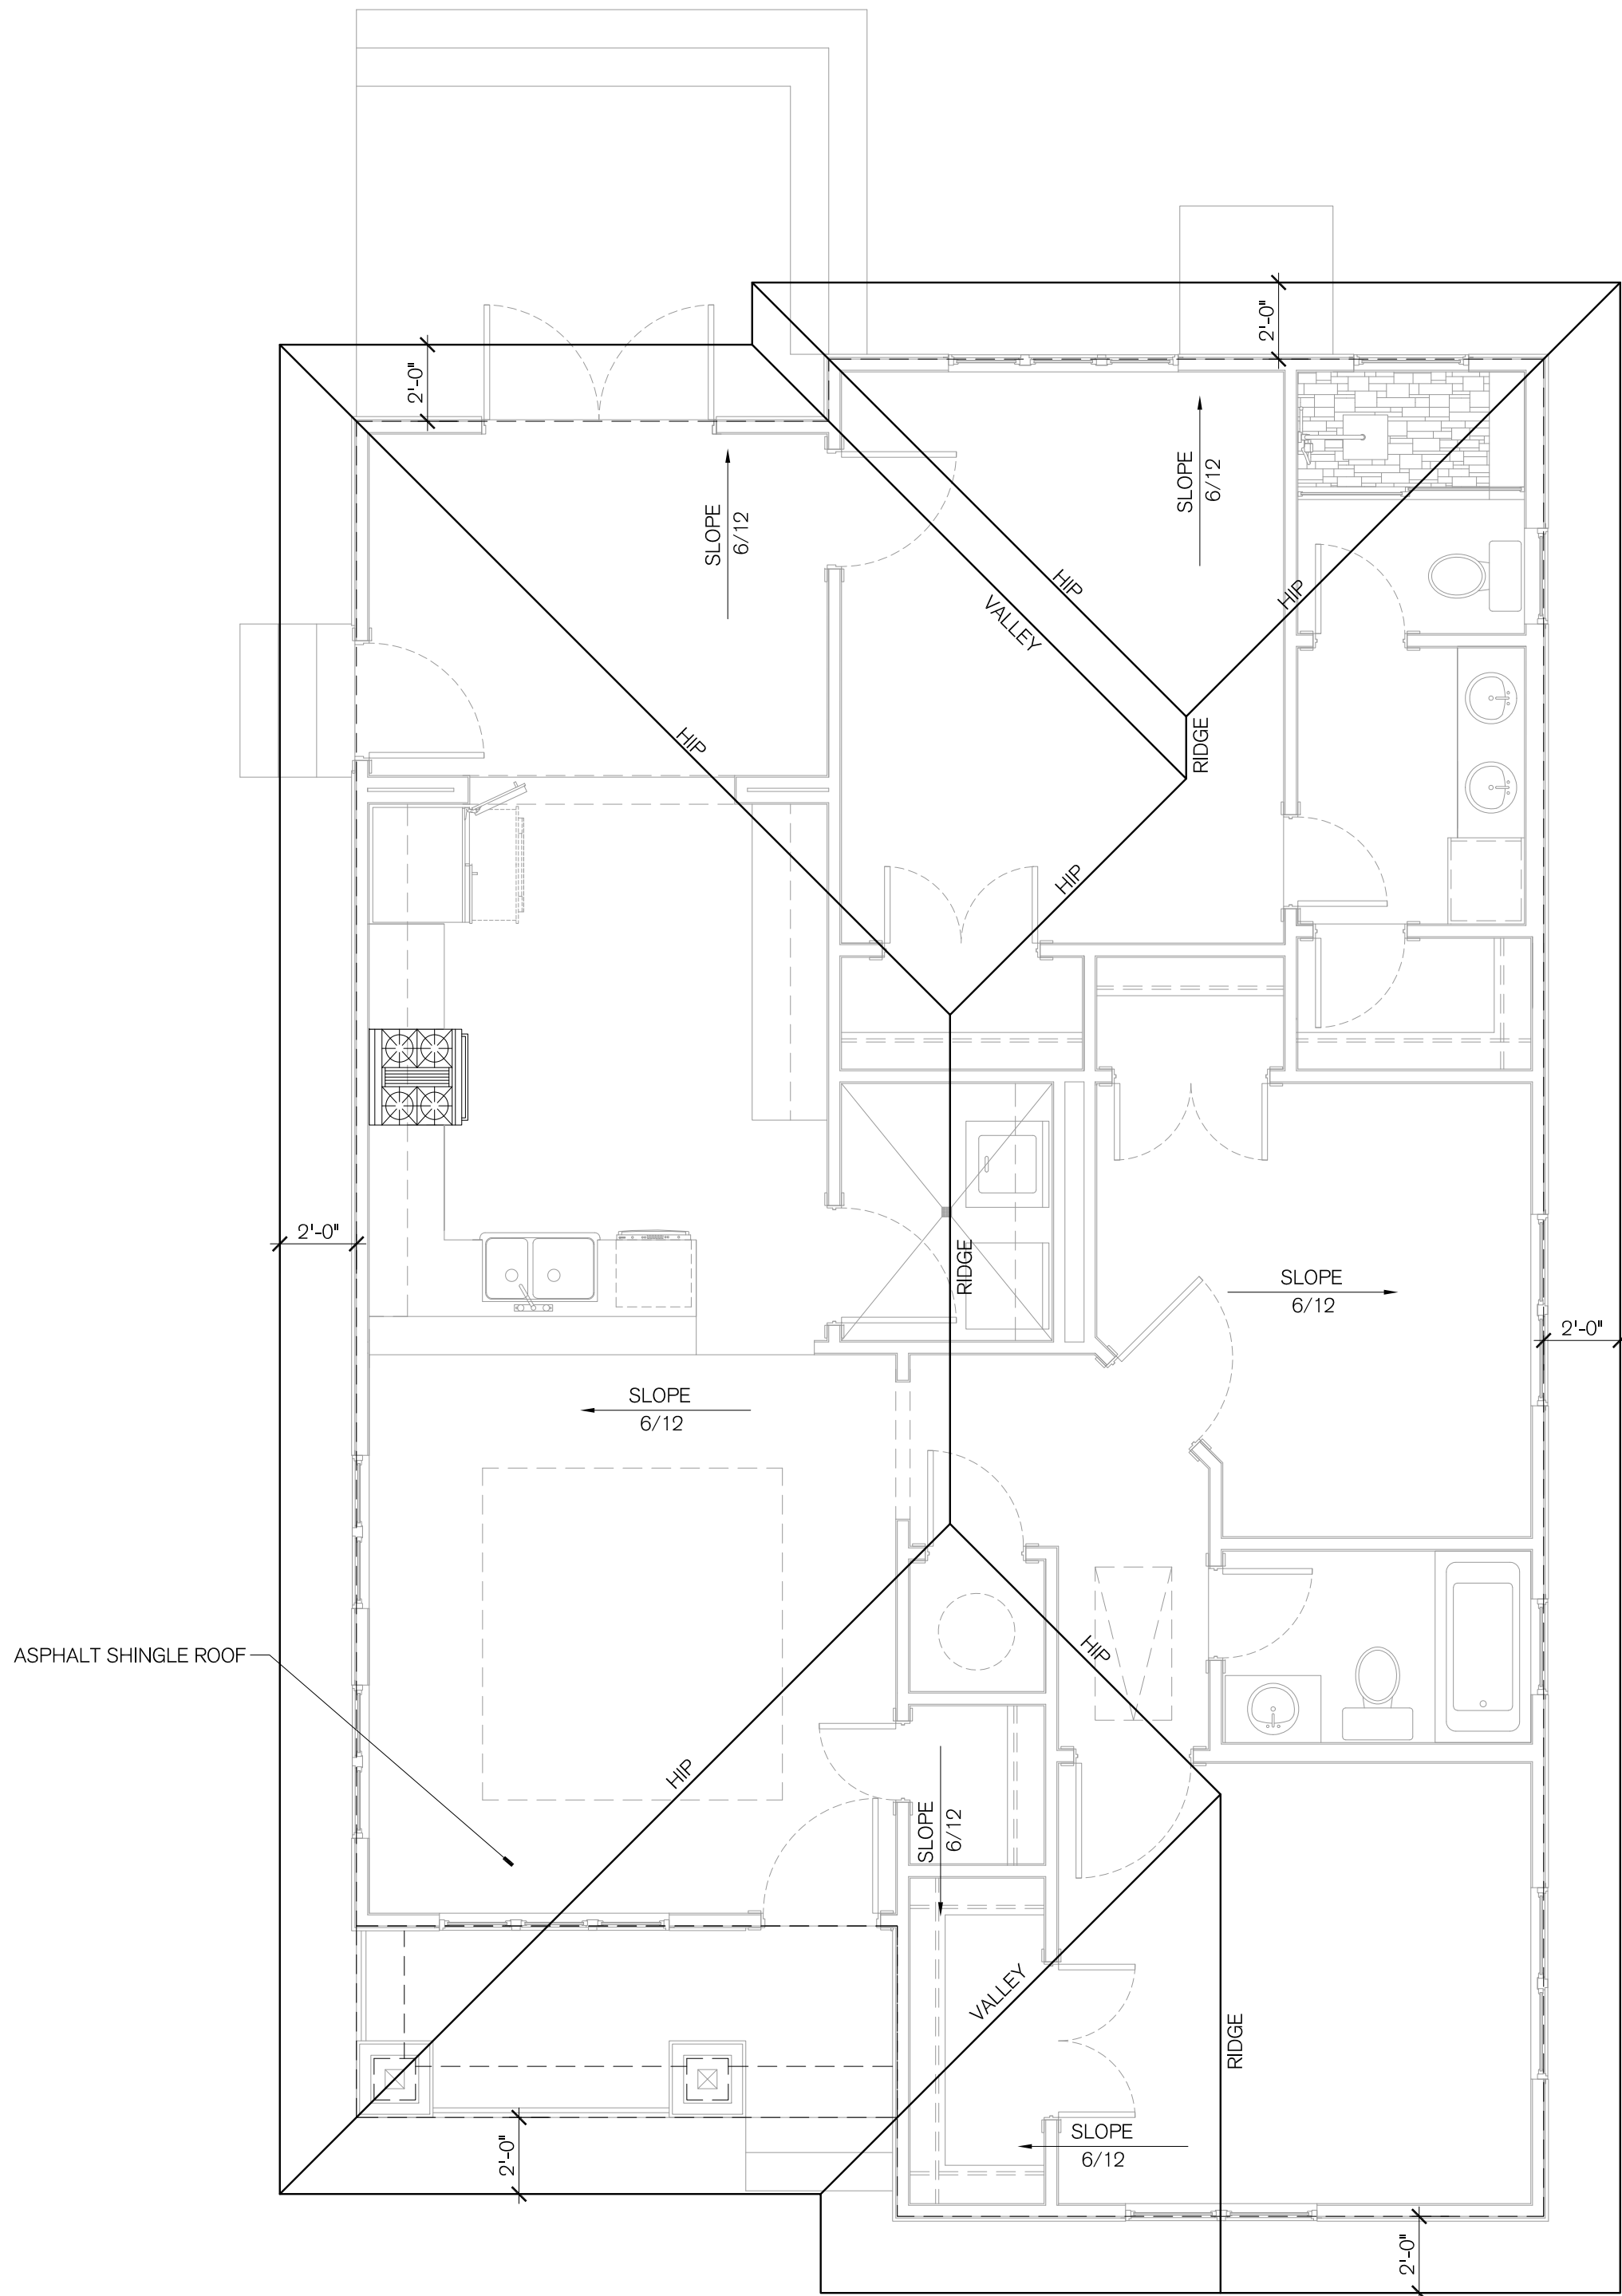 2'-0"
2'-0"
SLOPE
6/12
SLOPE
6/12
HIP
HIP
VALLEY
HIP
RIDGE
HIP
2'-0"
RIDGE
SLOPE
6/12
2'-0"
SLOPE
6/12
ASPHALT SHINGLE ROOF
HIP
HIP
SLOPE
6/12
VALLEY
RIDGE
SLOPE
6/12
2'-0"
2'-0"